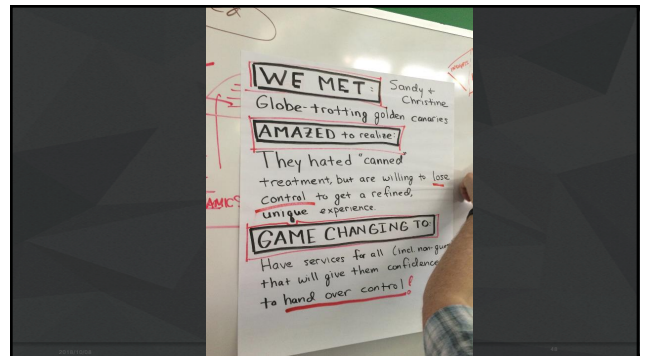 WE MET:
Sandy +
Christine
Globe-trotting golden canaries
AMAZED to realize:
They hated "canned"
treatment, but are willing to lose
control to get a refined,
unique experience.
GAME CHANGING TO:
Have services for all (incl. non-
that will give them confidence
to hand over control!